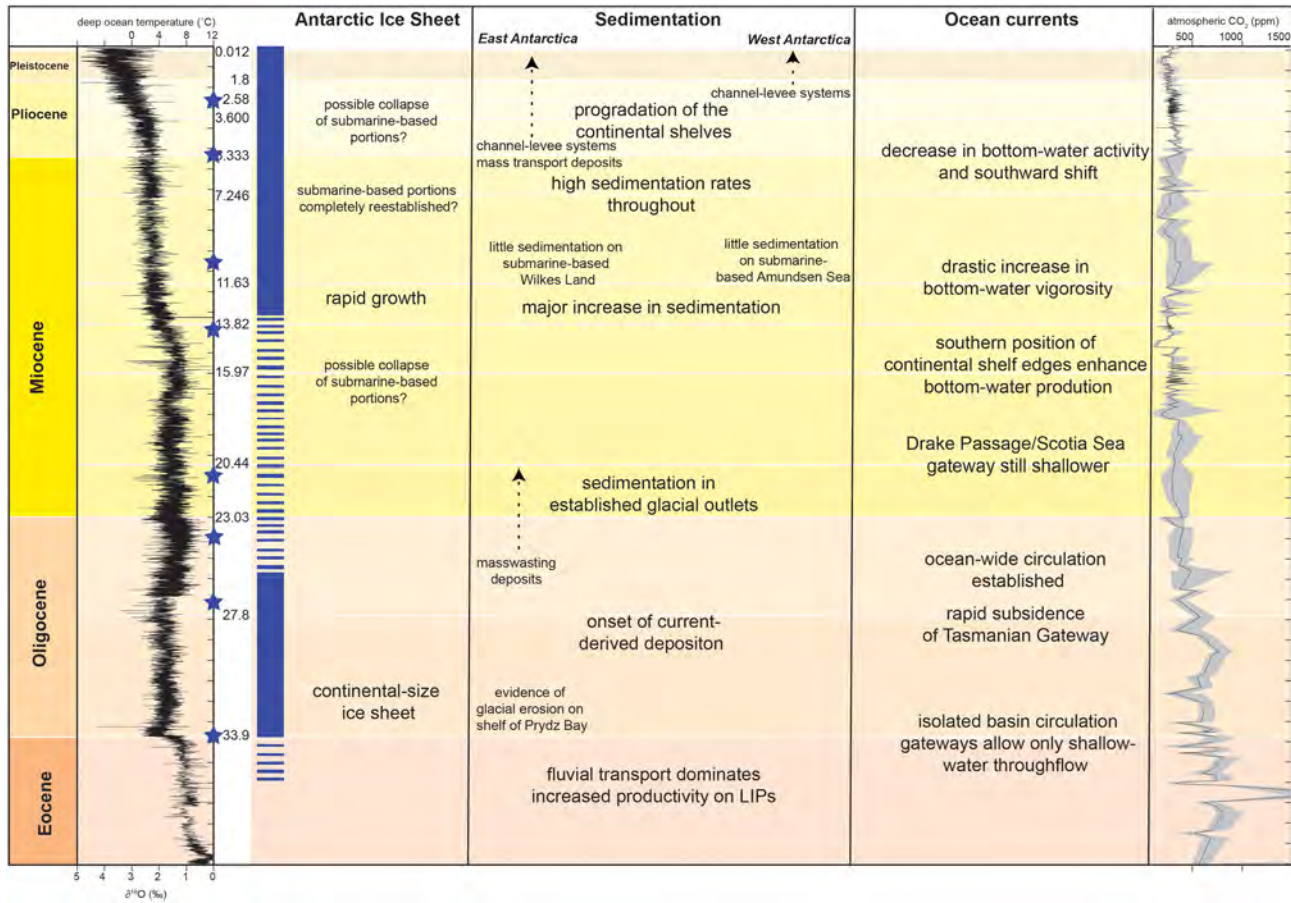 deep ocean temperature (˚C)
0 4 8 12
Antarctic Ice Sheet
Sedimentation
Ocean currents
atmospheric CO2 (ppm)
500 1000 1500
East Antarctica
West Antarctica
Pleistocene
Pliocene
Miocene
Oligocene
Eocene
0.012
1.8
2.58
3.600
5.333
7.246
11.63
13.82
15.97
20.44
23.03
27.8
33.9
5 4 3 2 1 0
∂18O (‰)
possible collapse
of submarine-based
portions?
submarine-based portions
completely reestablished?
rapid growth
possible collapse
of submarine-based
portions?
continental-size
ice sheet
channel-levee systems
progradation of the
continental shelves
channel-levee systems
mass transport deposits
high sedimentation rates
throughout
little sedimentation on
submarine-based
Wilkes Land
little sedimentation
on submarine-
based Amundsen Sea
major increase in sedimentation
sedimentation in
established glacial outlets
masswasting
deposits
onset of current-
derived depositon
evidence of
glacial erosion on
shelf of Prydz Bay
fluvial transport dominates
increased productivity on LIPs
decrease in bottom-water activity
and southward shift
drastic increase in
bottom-water vigorosity
southern position of
continental shelf edges enhance
bottom-water prodution
Drake Passage/Scotia Sea
gateway still shallower
ocean-wide circulation
established
rapid subsidence
of Tasmanian Gateway
isolated basin circulation
gateways allow only shallow-
water throughflow
500 1000